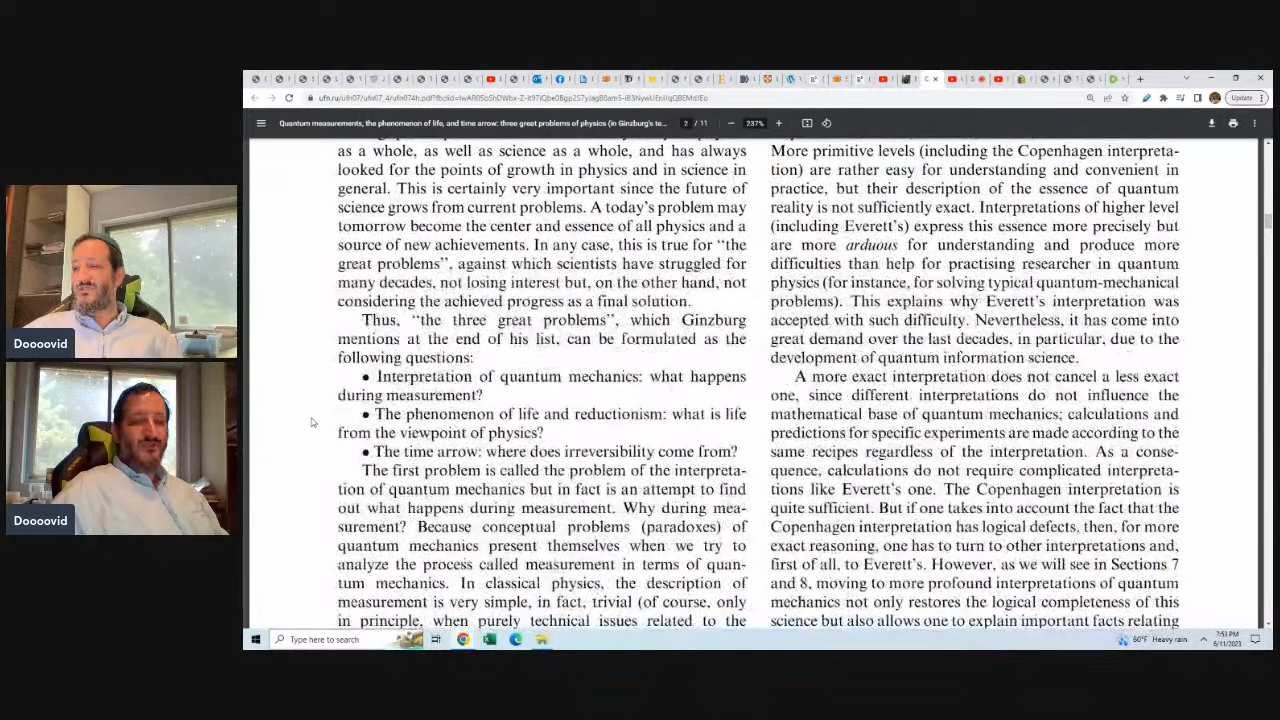 ufn.ru/ufn07/ufn07_4/ufn074h.pdf?fbclid=
Update
Quantum measurements, the phenomenon of life, and time arrow: three great problems of physics (in Ginzburg's te...
2 / 11
237%
as a whole, as well as science as a whole, and has always
looked for the points of growth in physics and in science in
general. This is certainly very important since the future of
science grows from current problems. A today's problem may
tomorrow become the center and essence of all physics and a
source of new achievements. In any case, this is true for "the
great problems", against which scientists have struggled for
many decades, not losing interest but, on the other hand, not
considering the achieved progress as a final solution.
Thus, "the three great problems", which Ginzburg
mentions at the end of his list, can be formulated as the
following questions:
• Interpretation of quantum mechanics: what happens
during measurement?
• The phenomenon of life and reductionism: what is life
from the viewpoint of physics?
• The time arrow: where does irreversibility come from?
The first problem is called the problem of the interpreta-
tion of quantum mechanics but in fact is an attempt to find
out what happens during measurement. Why during mea-
surement? Because conceptual problems (paradoxes) of
quantum mechanics present themselves when we try to
analyze the process called measurement in terms of quan-
tum mechanics. In classical physics, the description of
measurement is very simple, in fact, trivial (of course, only
in principle, when purely technical issues related to the
More primitive levels (including the Copenhagen interpreta-
tion) are rather easy for understanding and convenient in
practice, but their description of the essence of quantum
reality is not sufficiently exact. Interpretations of higher level
(including Everett's) express this essence more precisely but
are more arduous for understanding and produce more
difficulties than help for practising researcher in quantum
physics (for instance, for solving typical quantum-mechanical
problems). This explains why Everett's interpretation was
accepted with such difficulty. Nevertheless, it has come into
great demand over the last decades, in particular, due to the
development of quantum information science.
A more exact interpretation does not cancel a less exact
one, since different interpretations do not influence the
mathematical base of quantum mechanics; calculations and
predictions for specific experiments are made according to the
same recipes regardless of the interpretation. As a conse-
quence, calculations do not require complicated interpreta-
tions like Everett's one. The Copenhagen interpretation is
quite sufficient. But if one takes into account the fact that the
Copenhagen interpretation has logical defects, then, for more
exact reasoning, one has to turn to other interpretations and,
first of all, to Everett's. However, as we will see in Sections 7
and 8, moving to more profound interpretations of quantum
mechanics not only restores the logical completeness of this
science but also allows one to explain important facts relating
Doooovid
Doooovid
Type here to search
60°F Heavy rain
7:53 PM
6/11/2023